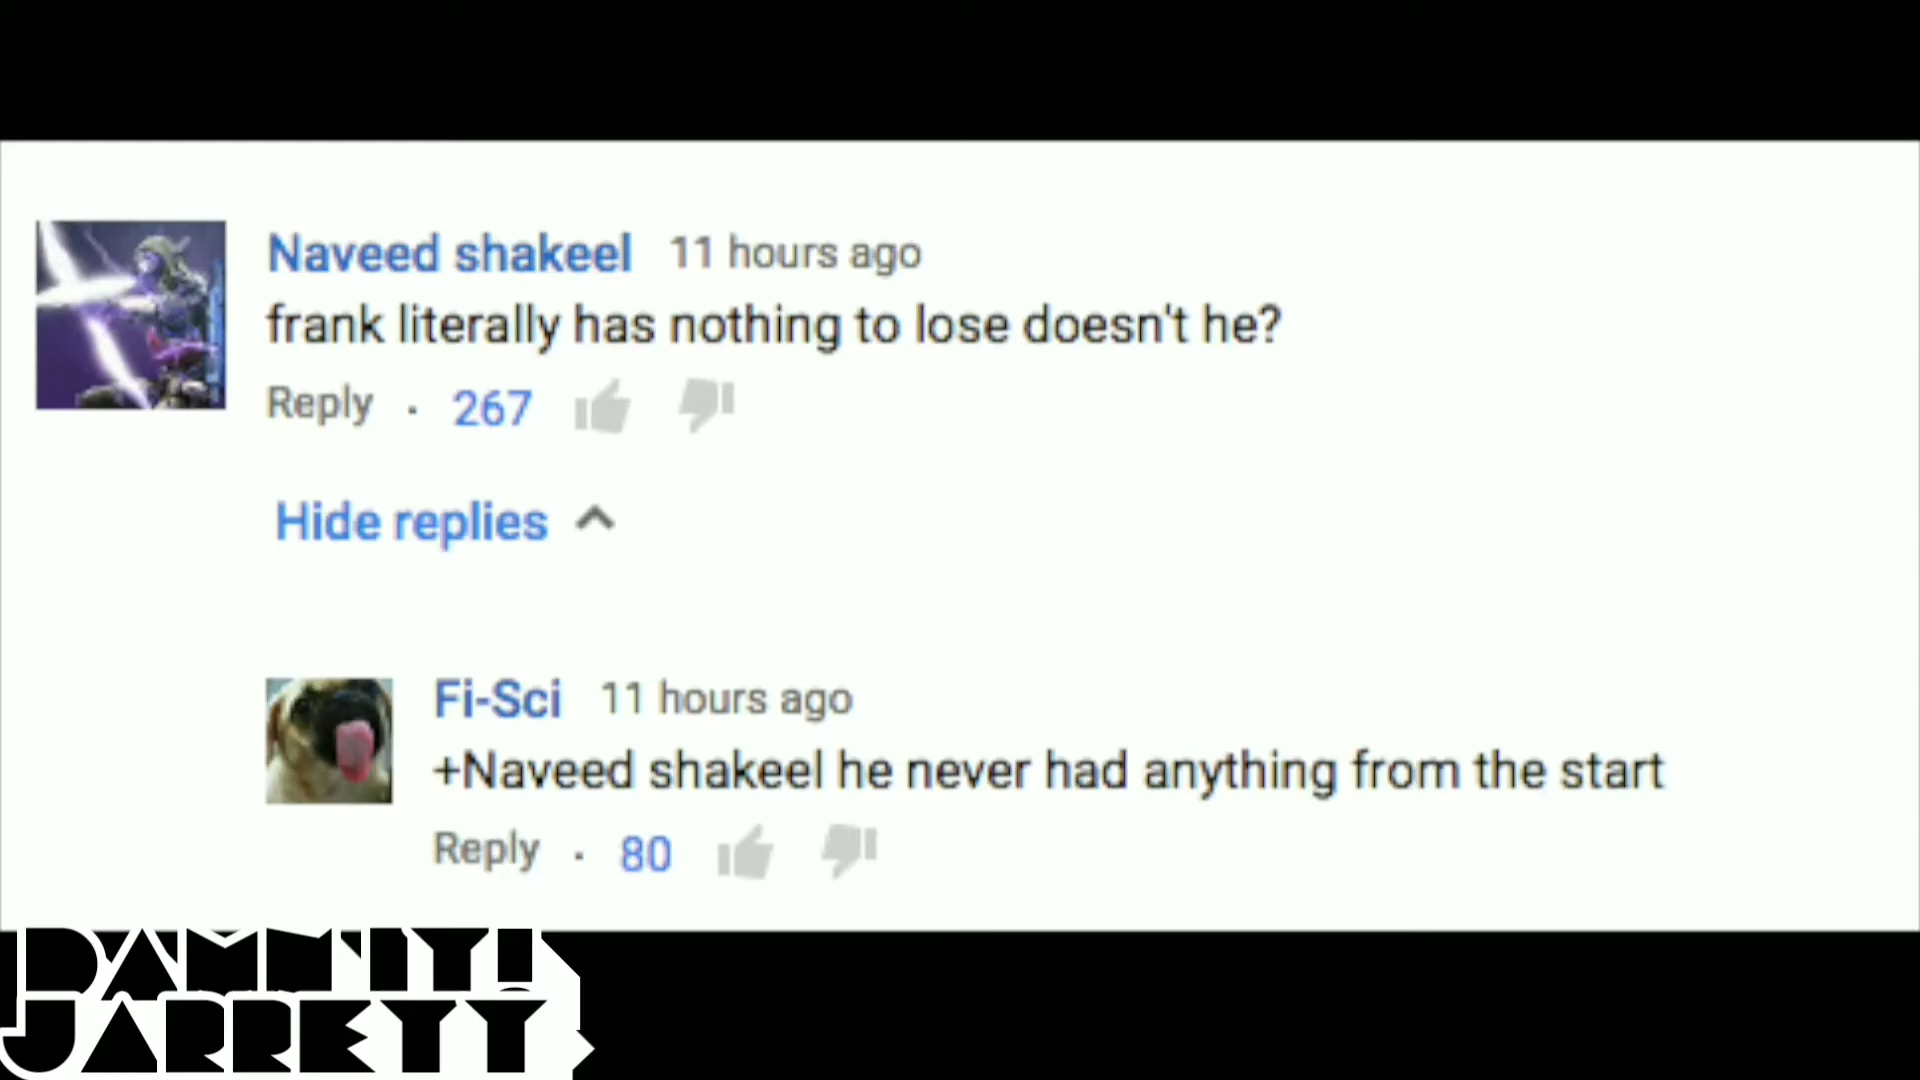 Naveed shakeel 11 hours ago
frank literally has nothing to lose doesn't he?
Reply · 267
Hide replies
Fi-Sci 11 hours ago
+Naveed shakeel he never had anything from the start
Reply · 80
DAMMIT!
JARRETT